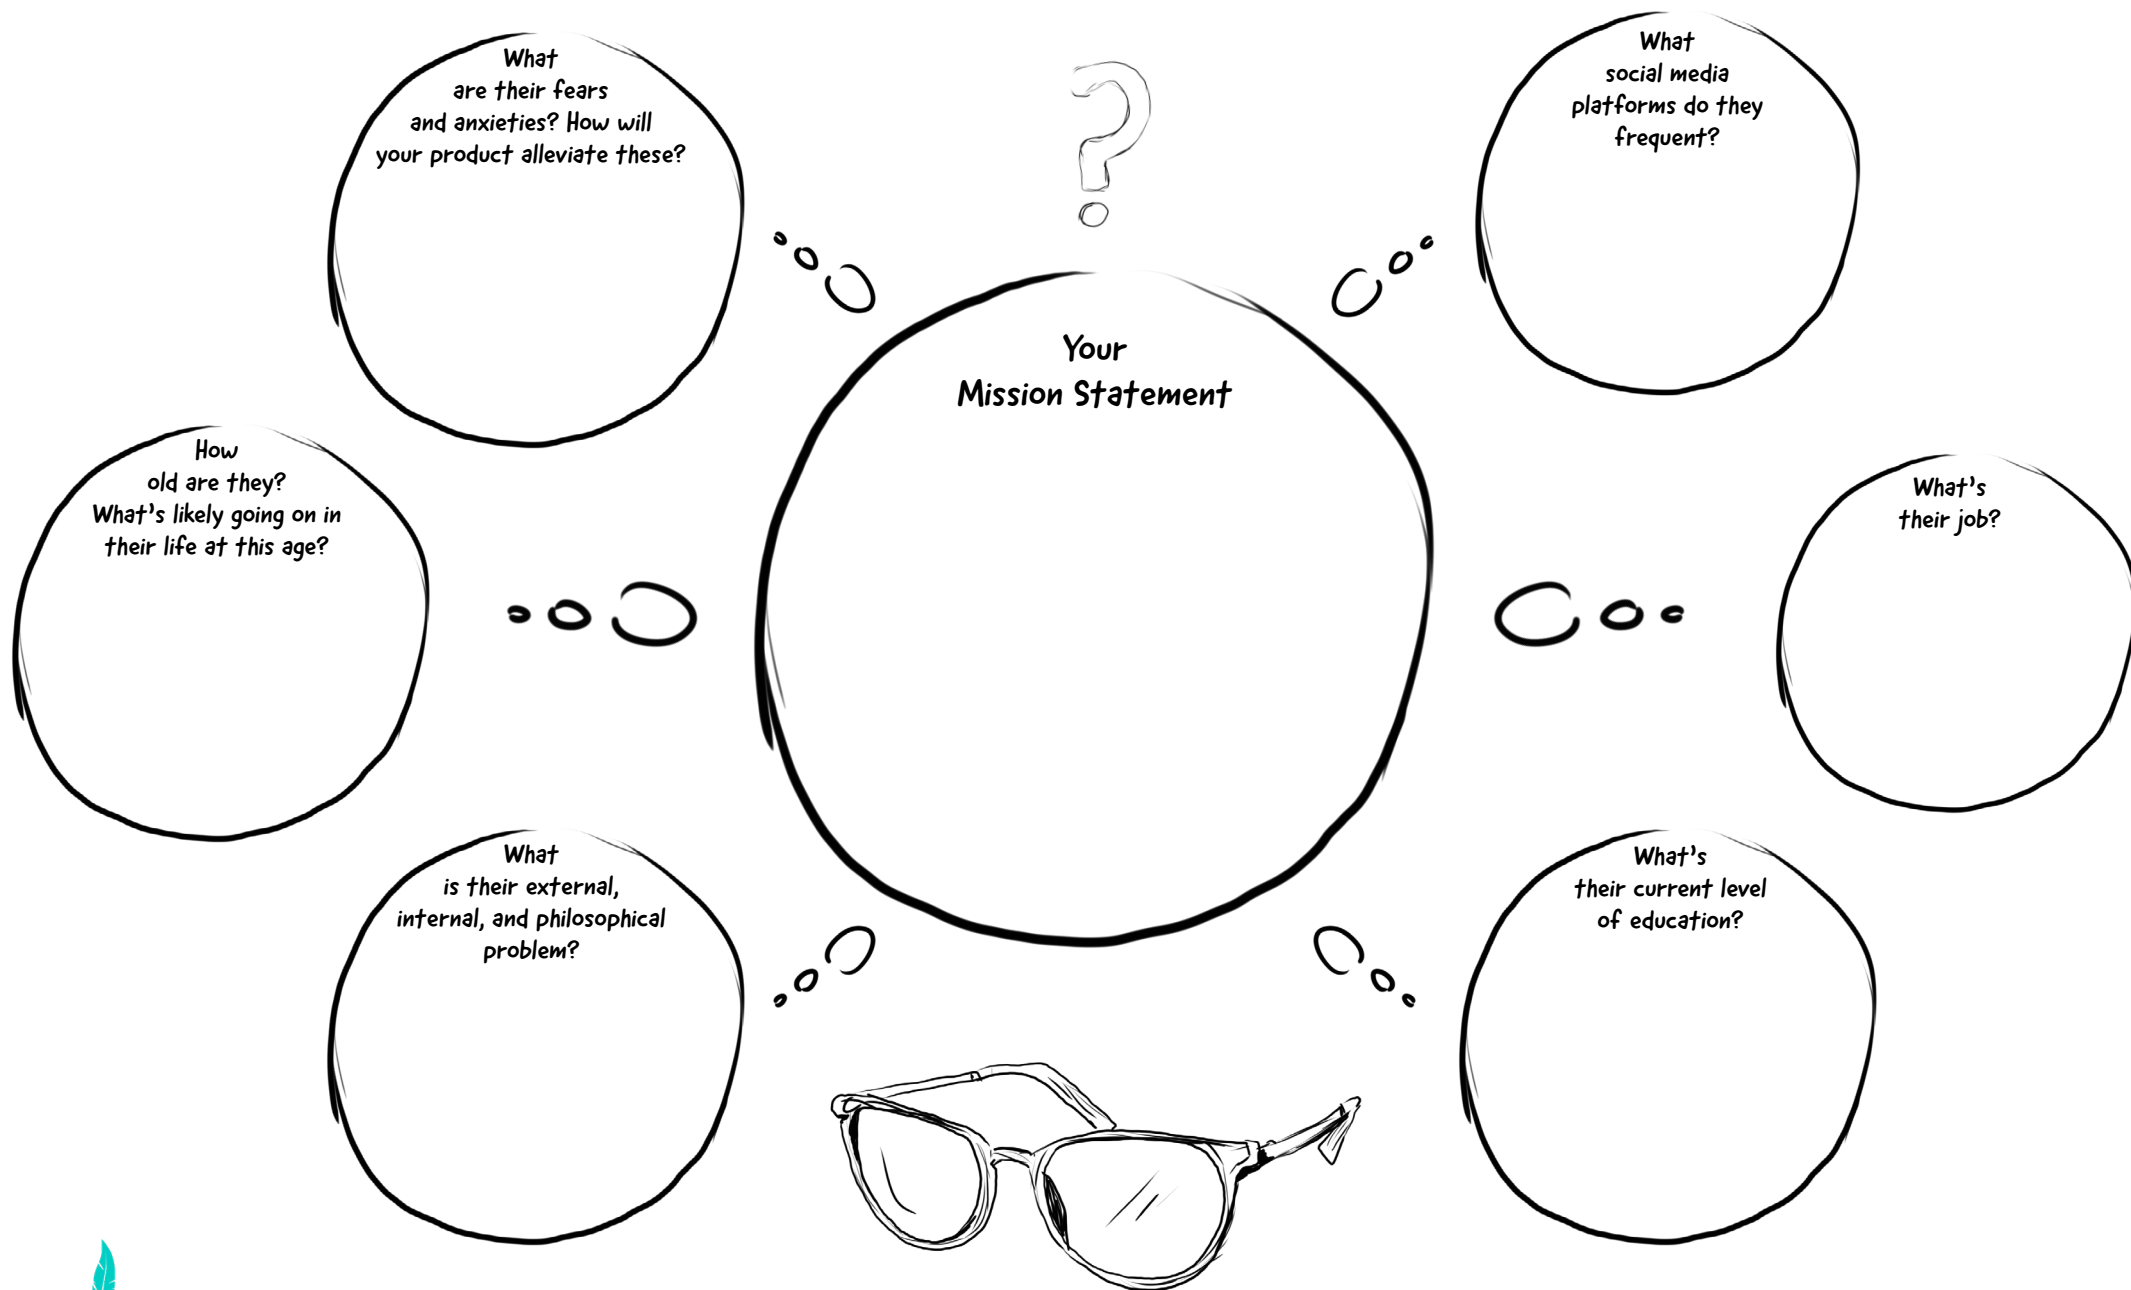 What
are their fears
and anxieties? How will
your product alleviate these?
What
social media
platforms do they
frequent?
?
Your
Mission Statement
How
old are they?
What's likely going on in
their life at this age?
What's
their job?
What
is their external,
internal, and philosophical
problem?
What's
their current level
of education?